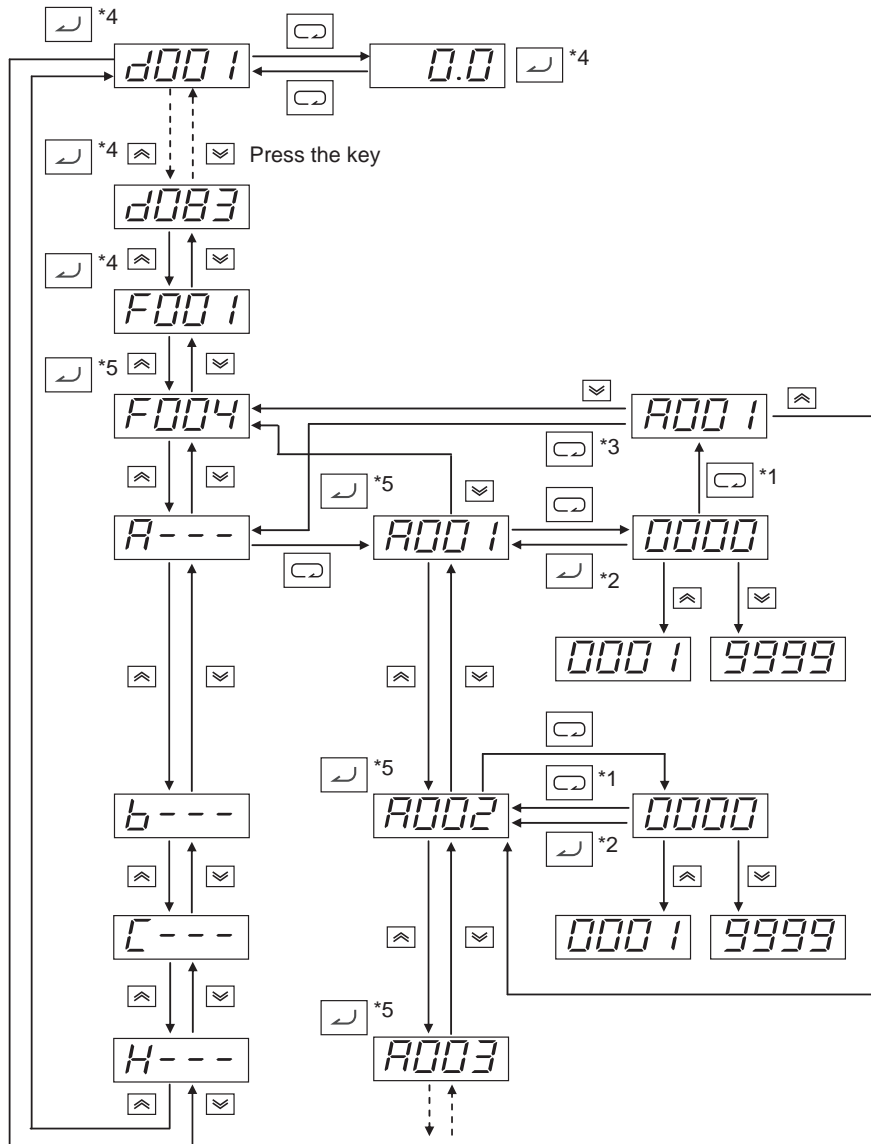 *4
d001
0.0
*4
*4
Press the key
d083
*4
F001
*5
F004
A001
*3
*1
*5
A---
A001
0000
*2
0001
9999
*5
*1
b---
A002
0000
*2
C---
0001
9999
*5
H---
A003